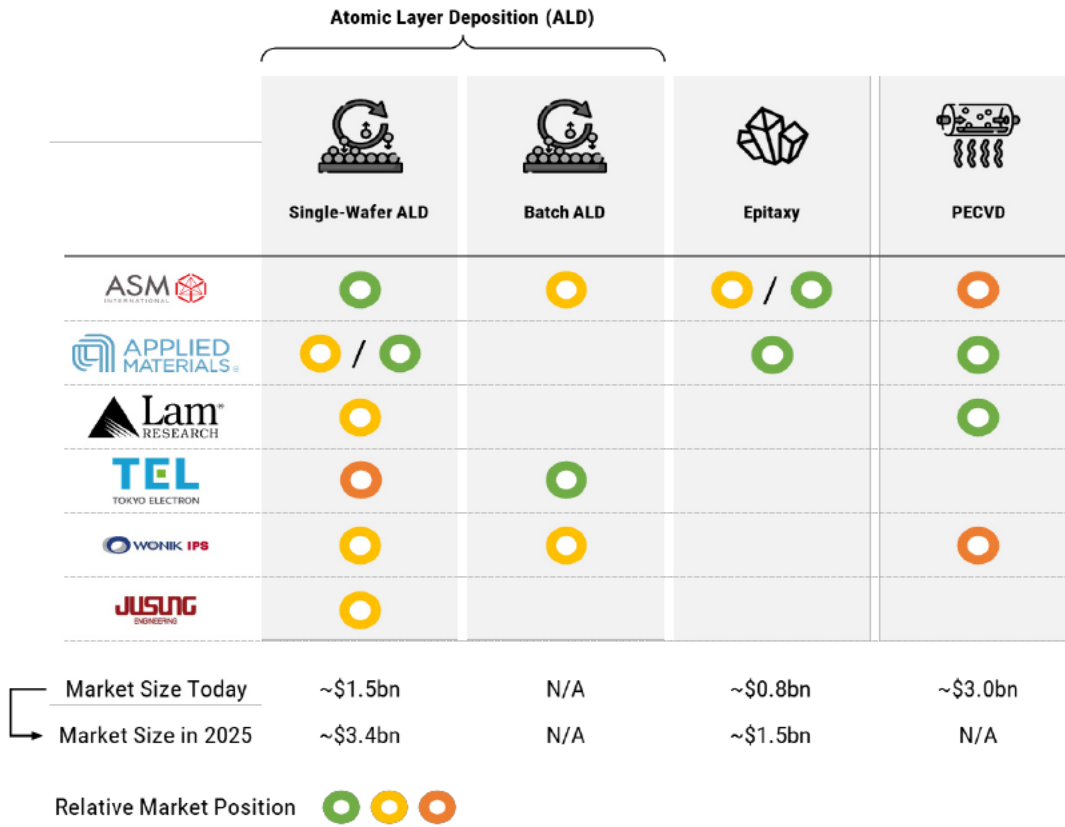 Atomic Layer Deposition (ALD)
Single-Wafer ALD
Batch ALD
Epitaxy
PECVD
ASM
INTERNATIONAL
/
APPLIED
MATERIALS®
/
Lam®
RESEARCH
TEL
TOKYO ELECTRON
WONIK IPS
JUSUNG
ENGINEERING
Market Size Today ~$1.5bn N/A ~$0.8bn ~$3.0bn
Market Size in 2025 ~$3.4bn N/A ~$1.5bn N/A
Relative Market Position